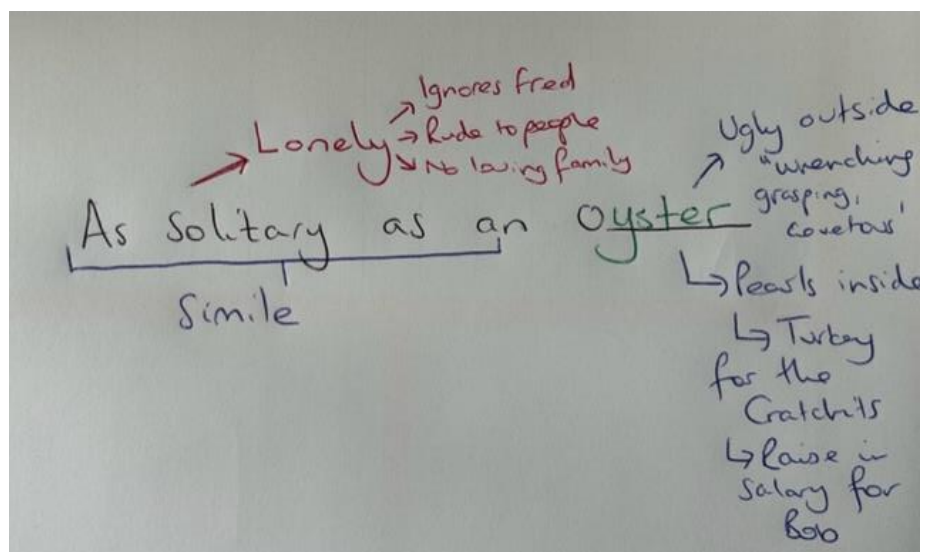 Ignores Fred
Lonely → Rude to people
No loving family
As solitary as an oyster
Simile
Ugly outside
"wrenching
grasping,
covetous'
Pearls inside
Turkey
for the
Cratchits
Raise in
Salary for
Bob